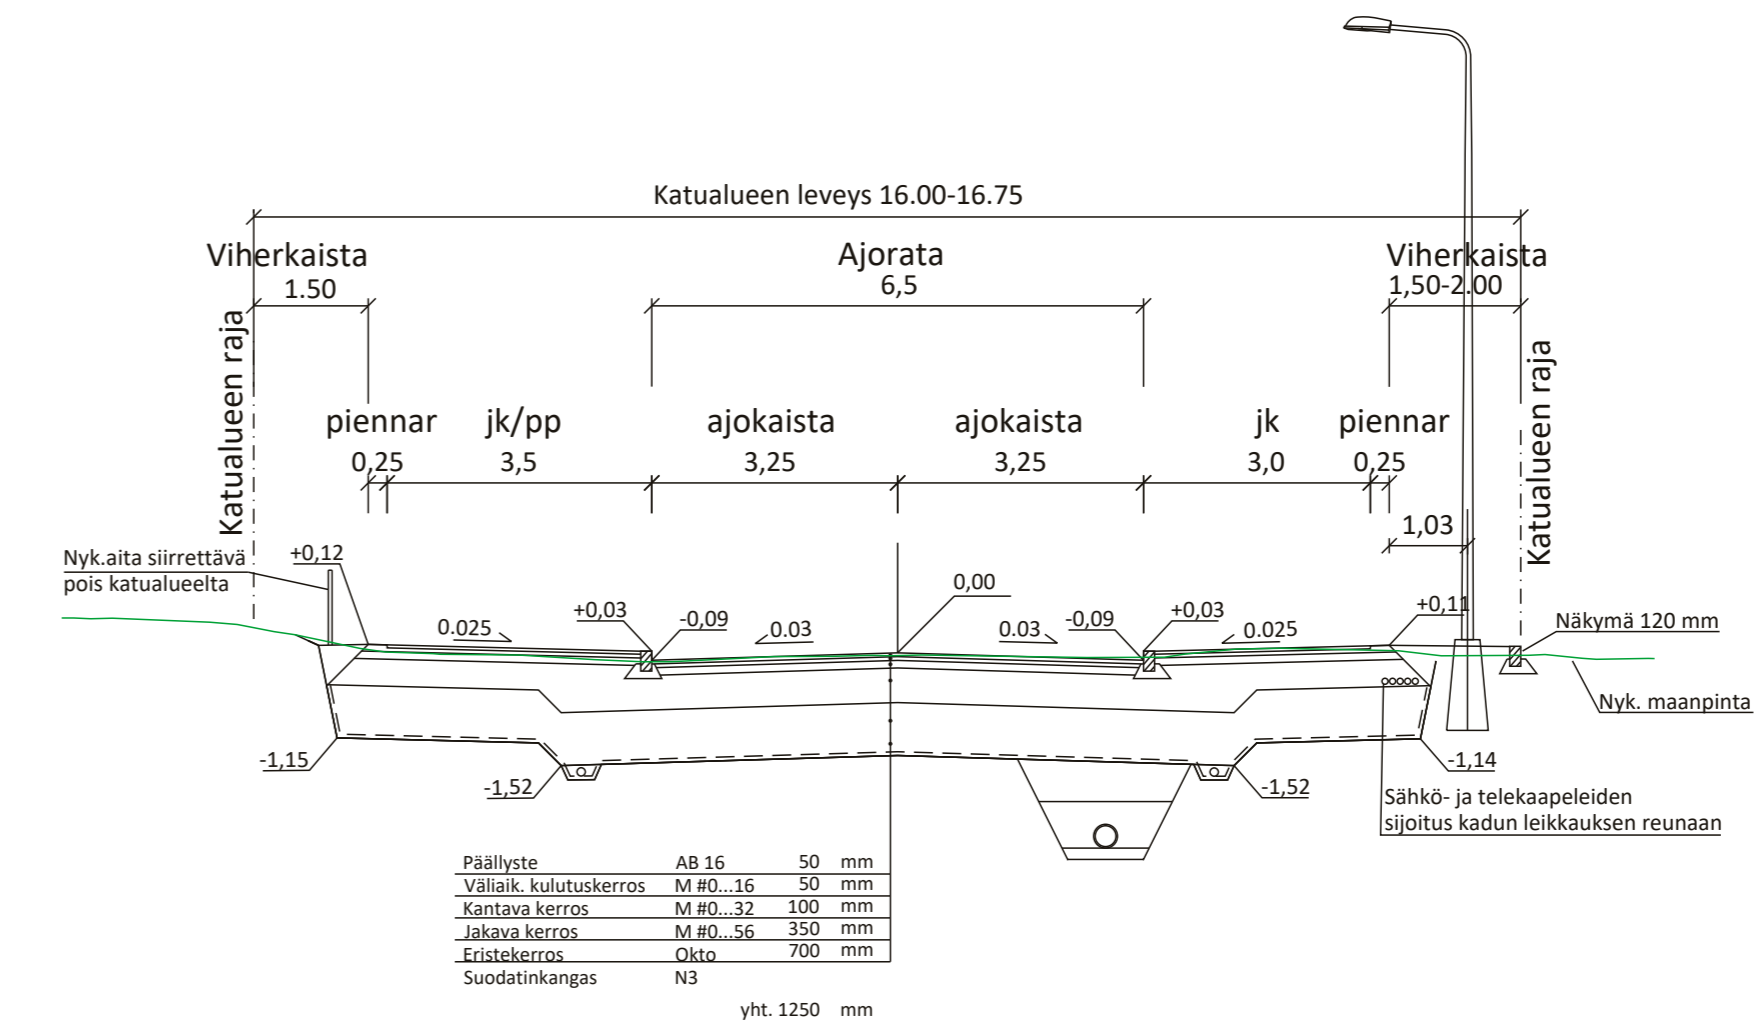 Katualueen leveys 16.00-16.75
Viherkaista
1.50
Ajorata
6,5
Viherkaista
1,50-2.00
Katualueen raja
Katualueen raja
piennar jk/pp ajokaista ajokaista jk piennar
0,25 3,5 3,25 3,25 3,0 0,25
1,03
Nyk.aita siirrettävä
pois katualueelta
+0,12
0.025
+0,03
-0,09
0.03
0,00
0.03
-0,09
+0,03
0.025
+0,11
Näkymä 120 mm
Nyk. maanpinta
-1,15
-1,52
-1,52
-1,14
Sähkö- ja telekaapeleiden
sijoitus kadun leikkauksen reunaan
Päällyste AB 16 50 mm
Väliaik. kulutuskerros M #0...16 50 mm
Kantava kerros M #0...32 100 mm
Jakava kerros M #0...56 350 mm
Eristekerros Okto 700 mm
Suodatinkangas N3
yht. 1250 mm